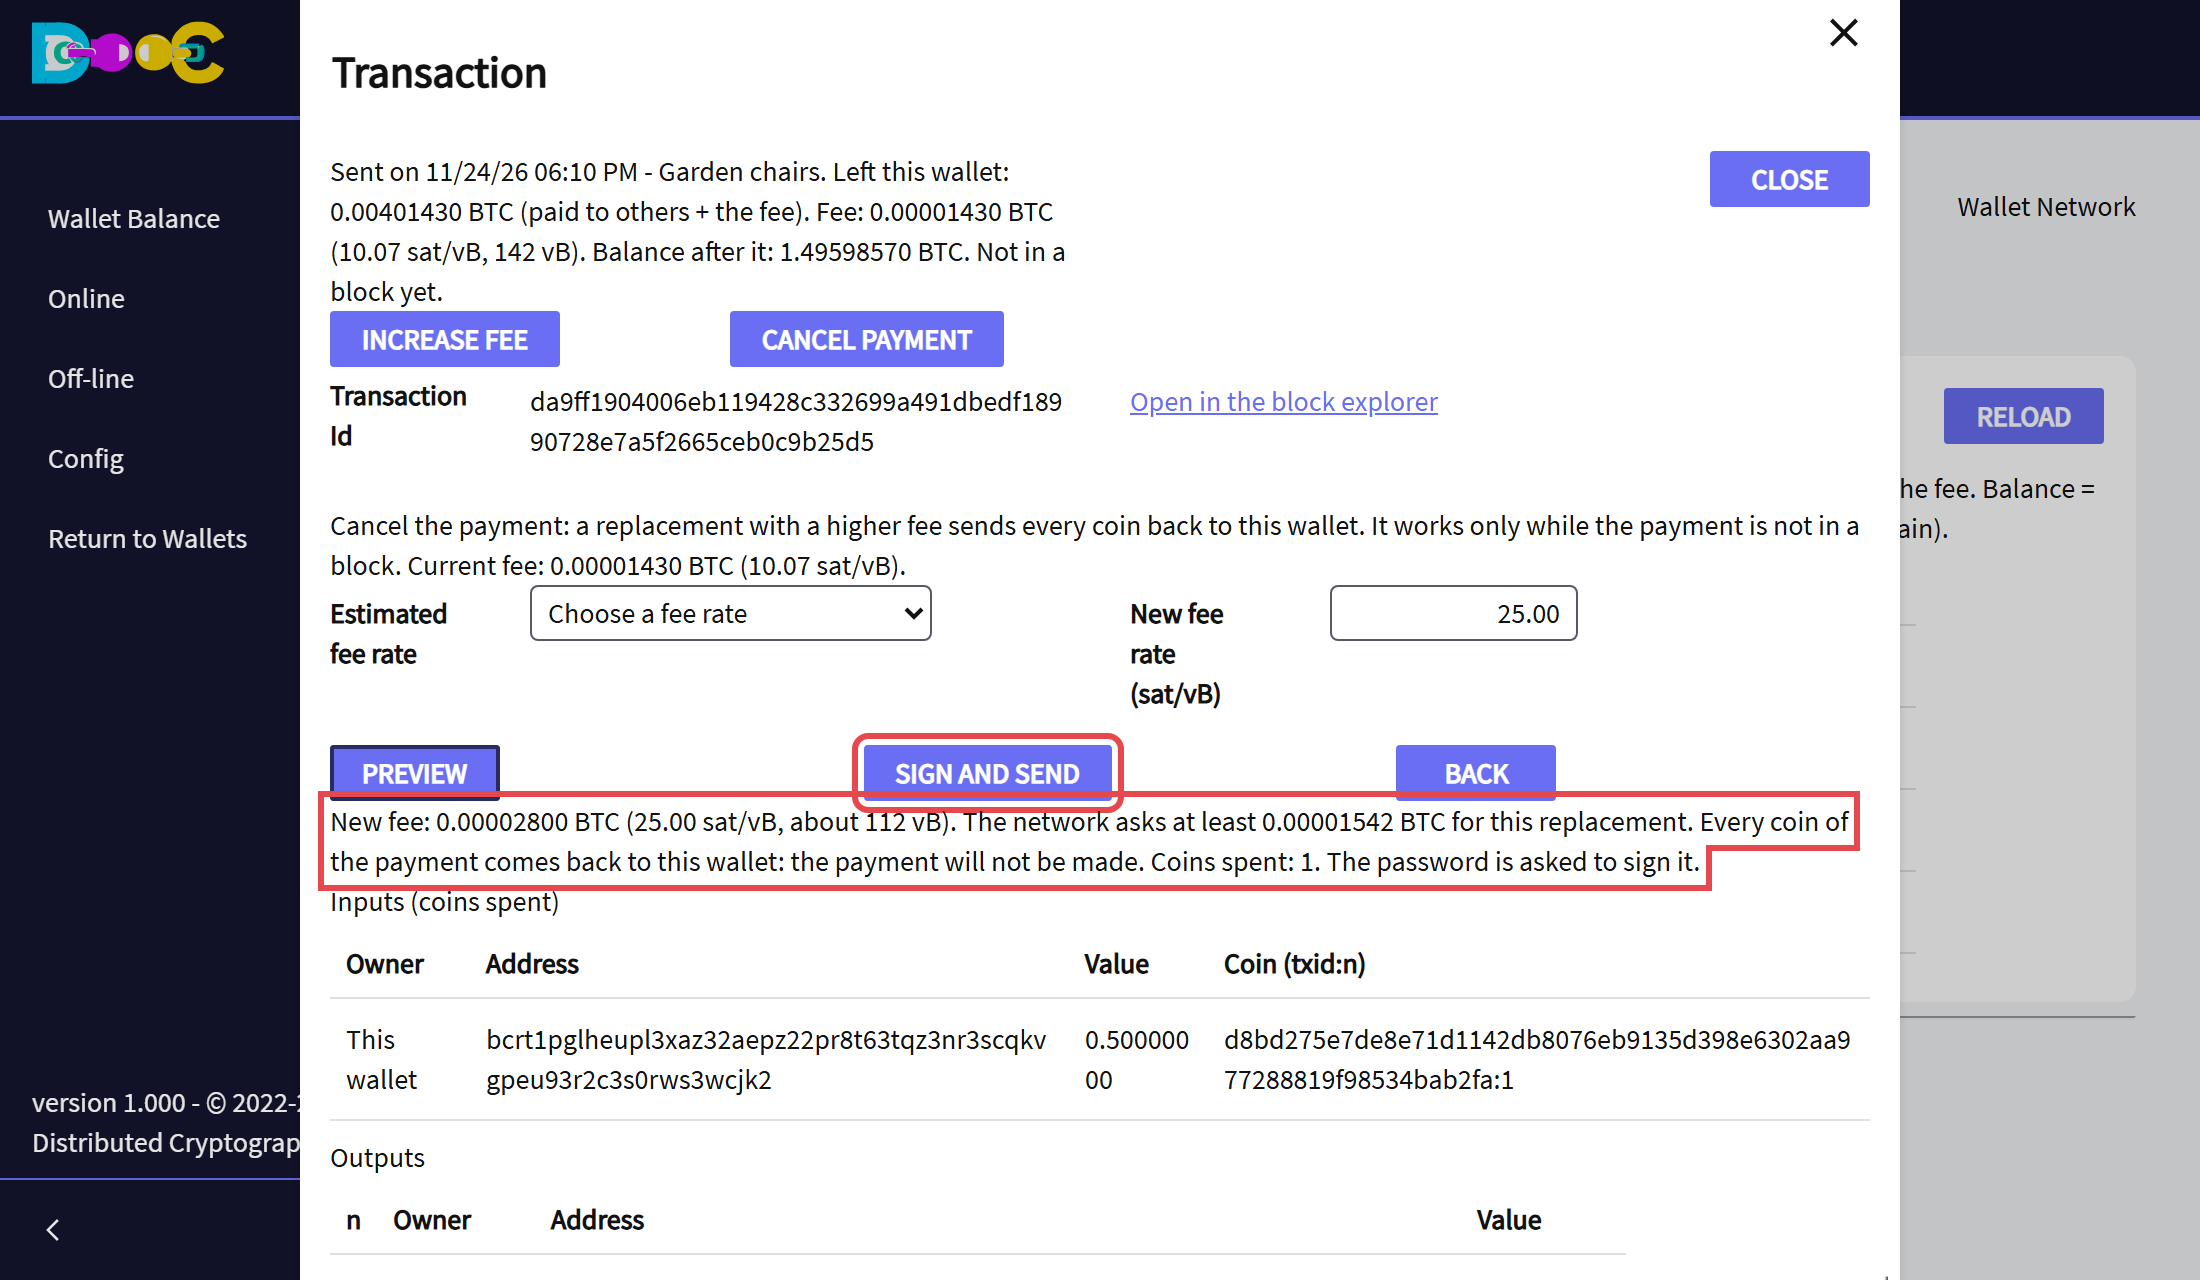 Transaction
Sent on 11/24/26 06:10 PM - Garden chairs. Left this wallet:
0.00401430 BTC (paid to others + the fee). Fee: 0.00001430 BTC
(10.07 sat/vB, 142 vB). Balance after it: 1.49598570 BTC. Not in a
block yet.
CLOSE
INCREASE FEE
CANCEL PAYMENT
Transaction
Id
da9ff1904006eb119428c332699a491dbedf189
90728e7a5f2665ceb0c9b25d5
Open in the block explorer
Cancel the payment: a replacement with a higher fee sends every coin back to this wallet. It works only while the payment is not in a
block. Current fee: 0.00001430 BTC (10.07 sat/vB).
Estimated
fee rate
Choose a fee rate
New fee
rate
(sat/vB)
25.00
PREVIEW
SIGN AND SEND
BACK
New fee: 0.00002800 BTC (25.00 sat/vB, about 112 vB). The network asks at least 0.00001542 BTC for this replacement. Every coin of
the payment comes back to this wallet: the payment will not be made. Coins spent: 1. The password is asked to sign it.
Inputs (coins spent)
Owner Address Value Coin (txid:n)
This
wallet
bcrt1pglheupl3xaz32aepz22pr8t63tqz3nr3scqkv
gpeu93r2c3s0rws3wcjk2
0.500000
00
d8bd275e7de8e71d1142db8076eb9135d398e6302aa9
77288819f98534bab2fa:1
Outputs
n Owner Address Value
Wallet Balance
Online
Off-line
Config
Return to Wallets
version 1.000 - © 2022-
Distributed Cryptograp
Wallet Network
RELOAD
he fee. Balance =
ain).